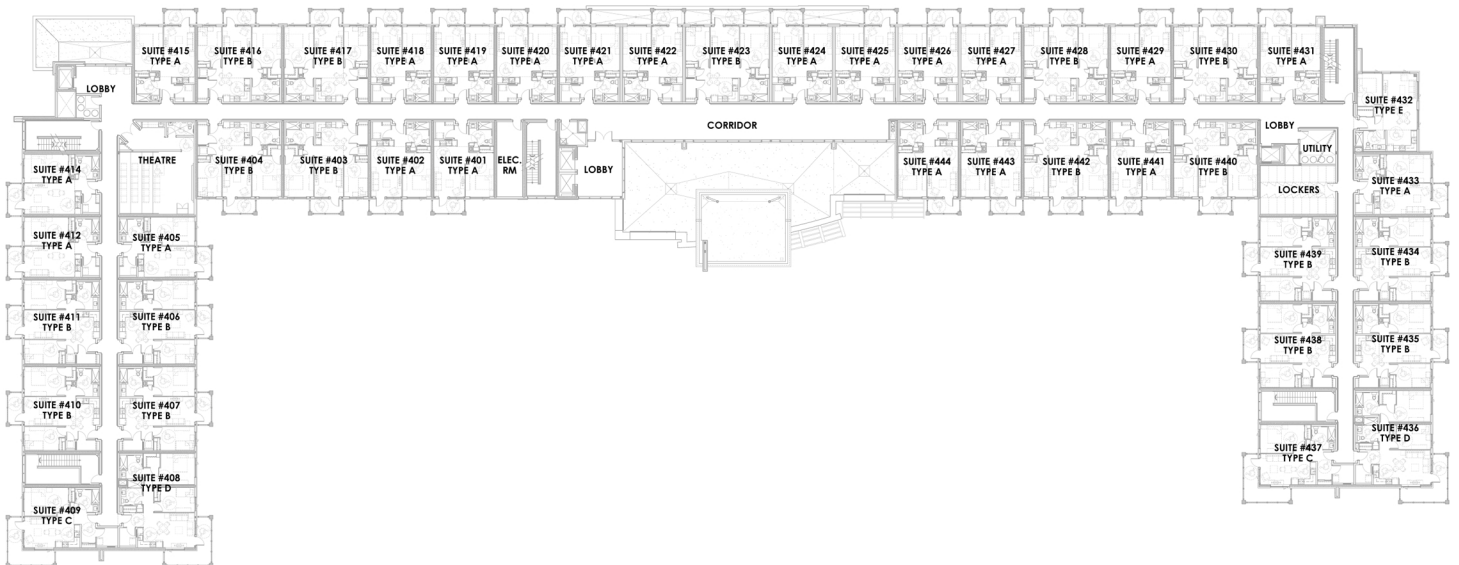 SUITE #415
TYPE A
SUITE #416
TYPE B
SUITE #417
TYPE B
SUITE #418
TYPE A
SUITE #419
TYPE A
SUITE #420
TYPE A
SUITE #421
TYPE A
SUITE #422
TYPE A
SUITE #423
TYPE B
SUITE #424
TYPE A
SUITE #425
TYPE A
SUITE #426
TYPE A
SUITE #427
TYPE A
SUITE #428
TYPE B
SUITE #429
TYPE A
SUITE #430
TYPE B
SUITE #431
TYPE A
LOBBY
SUITE #432
TYPE E
CORRIDOR
LOBBY
THEATRE
SUITE #404
TYPE B
SUITE #403
TYPE B
SUITE #402
TYPE A
SUITE #401
TYPE A
ELEC.
RM
LOBBY
SUITE #444
TYPE A
SUITE #443
TYPE A
SUITE #442
TYPE B
SUITE #441
TYPE A
SUITE #440
TYPE B
UTILITY
LOCKERS
SUITE #414
TYPE A
SUITE #433
TYPE A
SUITE #412
TYPE A
SUITE #405
TYPE A
SUITE #439
TYPE B
SUITE #434
TYPE B
SUITE #411
TYPE B
SUITE #406
TYPE B
SUITE #438
TYPE B
SUITE #435
TYPE B
SUITE #410
TYPE B
SUITE #407
TYPE B
SUITE #437
TYPE C
SUITE #436
TYPE D
SUITE #408
TYPE D
SUITE #409
TYPE C